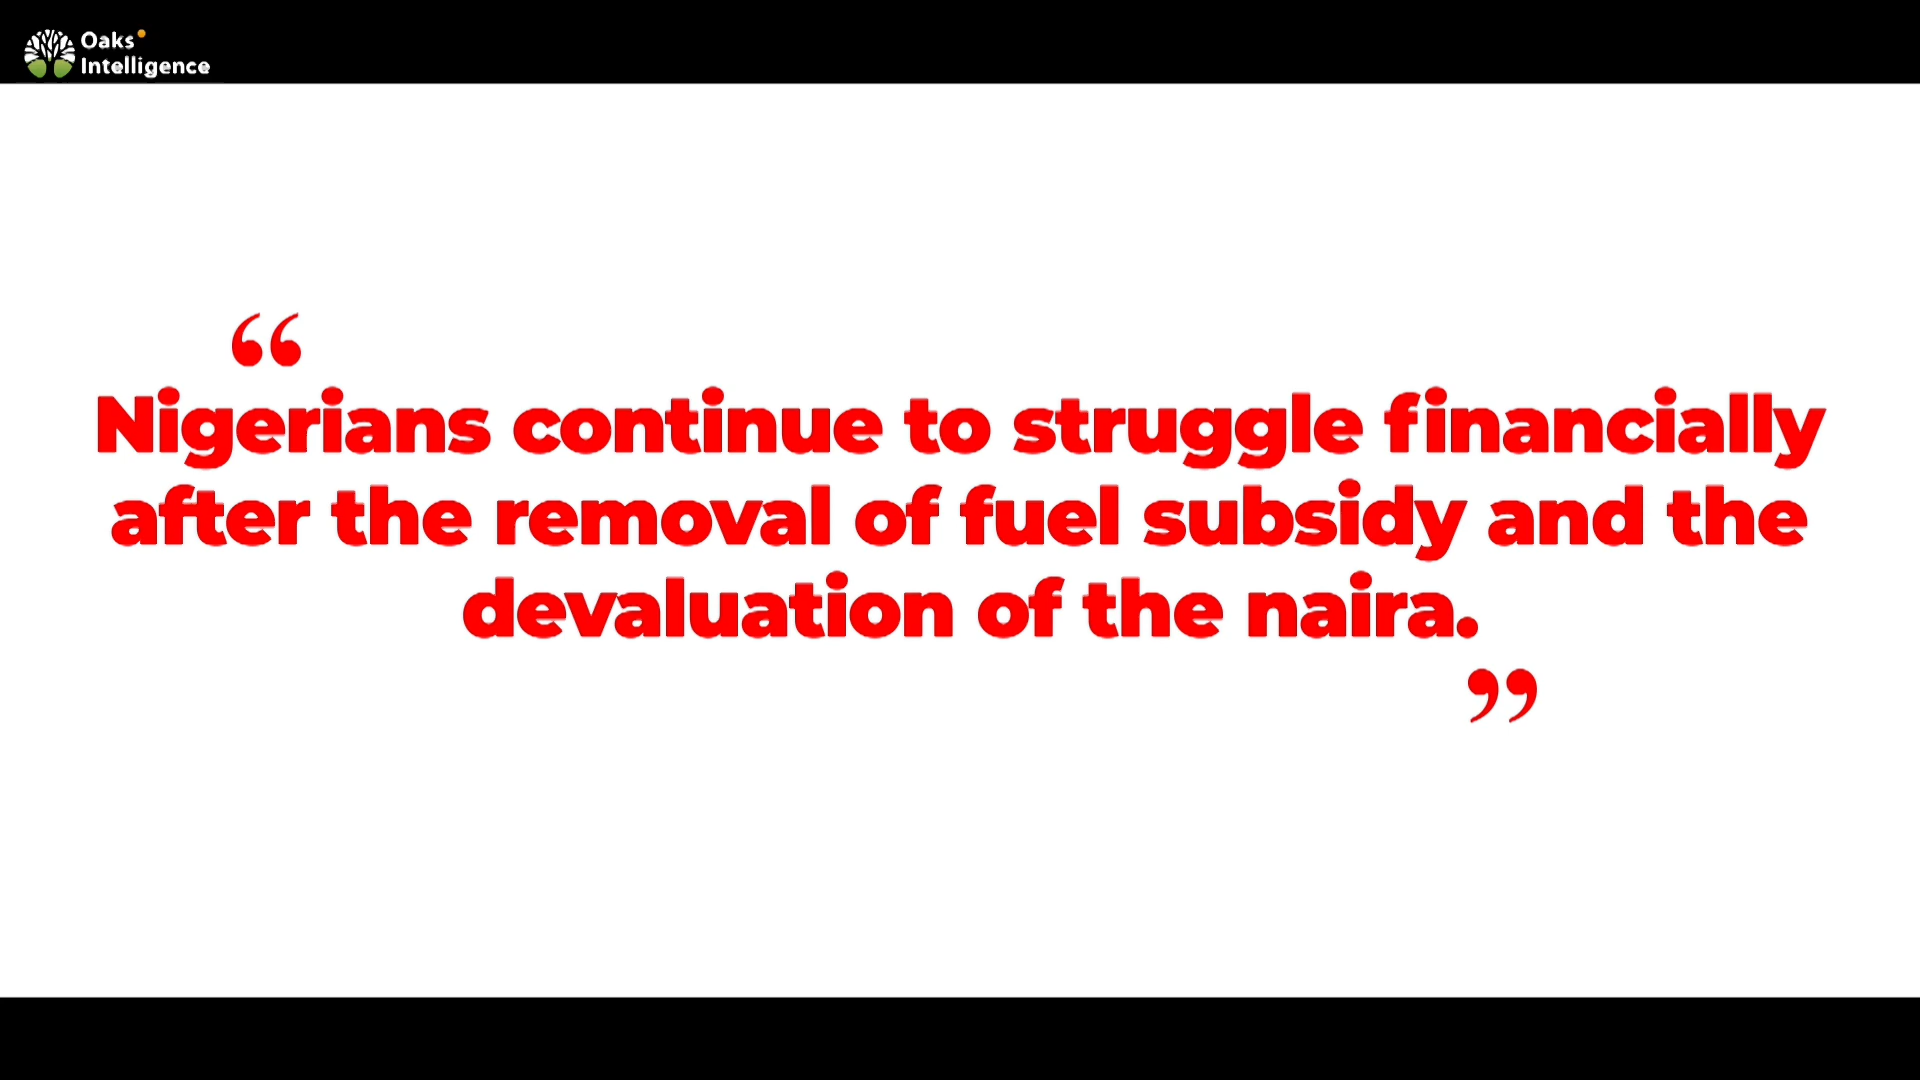 Oaks
Intelligence
“
Nigerians continue to struggle financially
after the removal of fuel subsidy and the
devaluation of the naira.
”